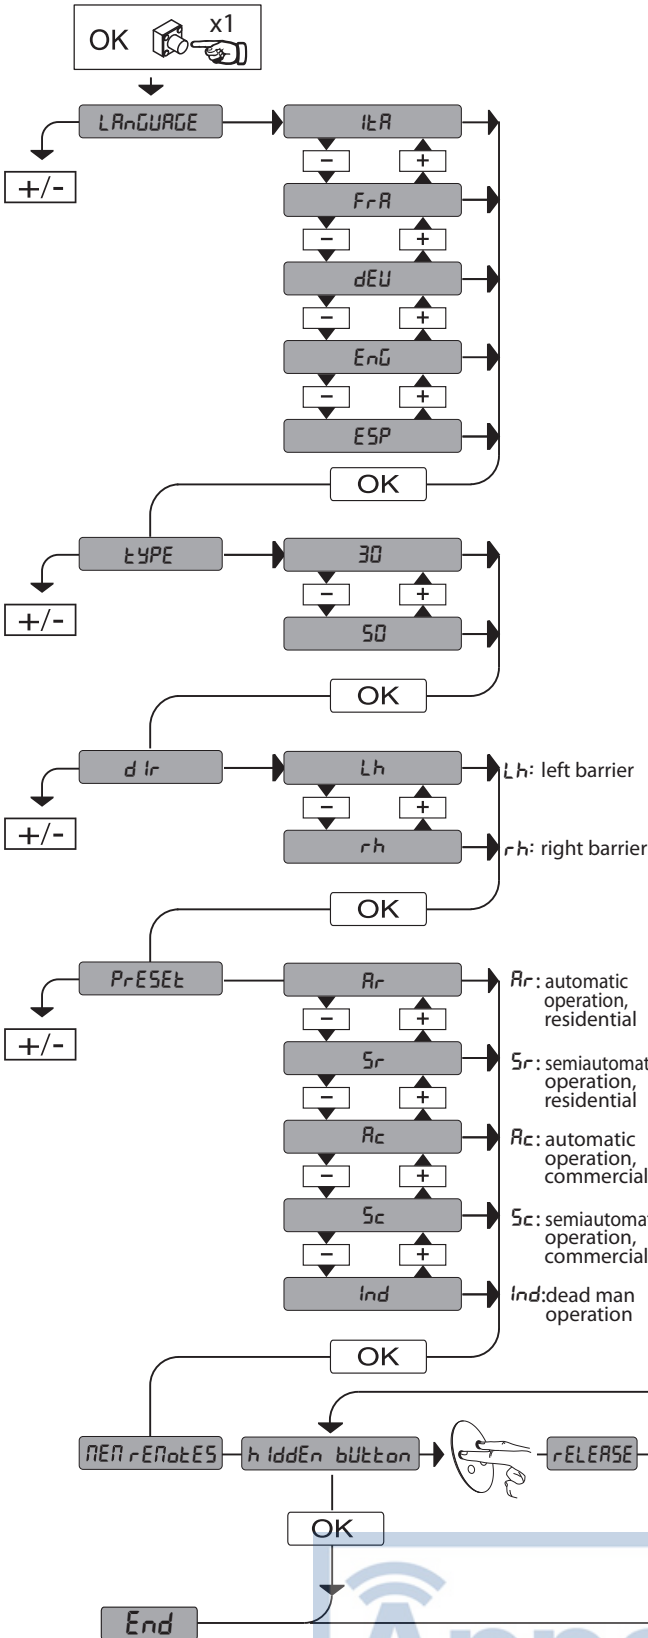 OK x1
LAnGUAGE ItA
+/-
- +
FrA
- +
dEU
- +
EnG
- +
ESP
OK
tYPE 30
+/-
- +
50
OK
dIr Lh Lh: left barrier
+/-
- +
rh rh: right barrier
OK
PrESEt Ar Ar: automatic
operation,
residential
+/-
- +
Sr Sr: semiautomat
operation,
residential
- +
Ac Ac: automatic
operation,
commercial
- +
Sc Sc: semiautomat
operation,
commercial
- +
Ind Ind:dead man
operation
OK
MEM rEMotES hIddEn bUtton rELEASE
OK
End